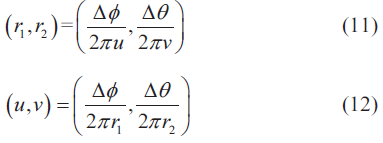 (r₁,r₂)=(Δϕ/2πu, Δθ/2πv) (11)
(u,v)=(Δϕ/2πr₁, Δθ/2πr₂) (12)